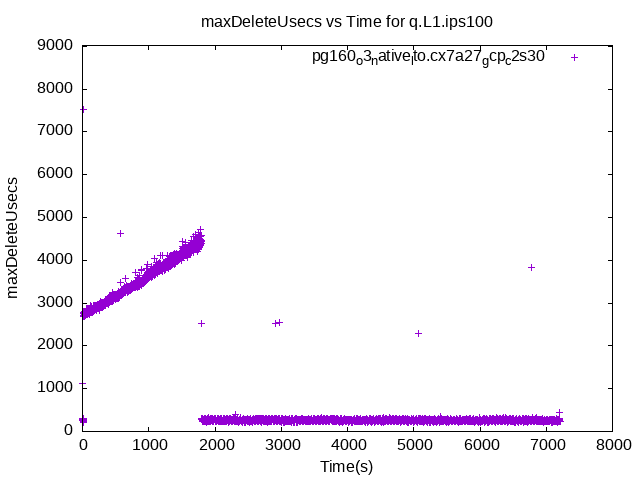 maxDeleteUsecs vs Time for q.L1.ips100
pg160o3nativelto.cx7a27gcpc2s30
9000
8000
7000
6000
5000
4000
3000
2000
1000
0
maxDeleteUsecs
0 1000 2000 3000 4000 5000 6000 7000 8000
Time(s)